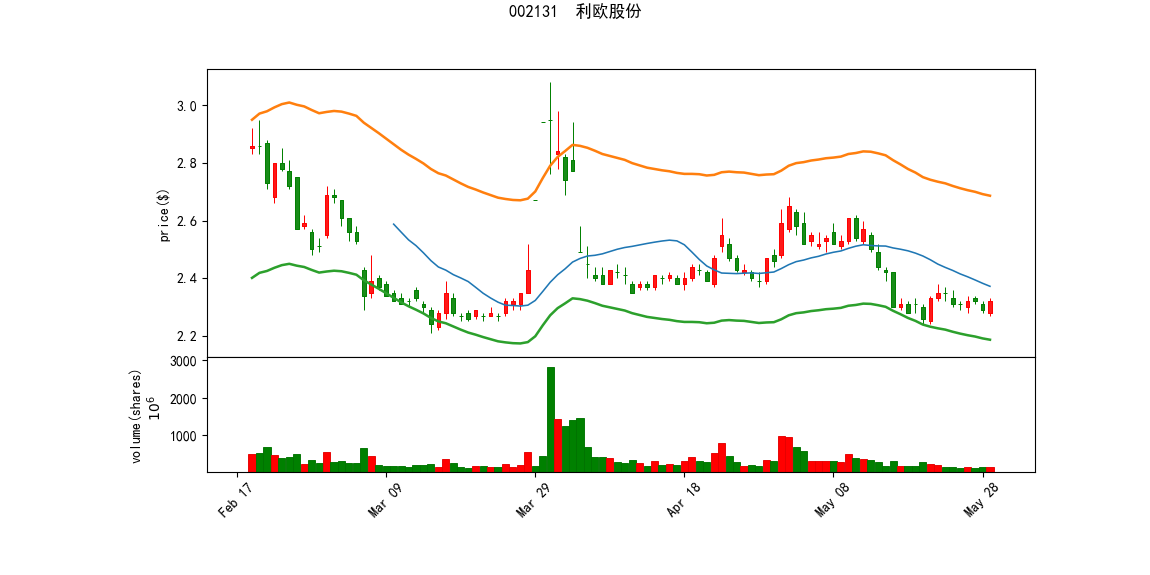 002131 利欧股份
price($)
3.0
2.8
2.6
2.4
2.2
volume(shares)
10^6
3000
2000
1000
Feb 17
Mar 09
Mar 29
Apr 18
May 08
May 28